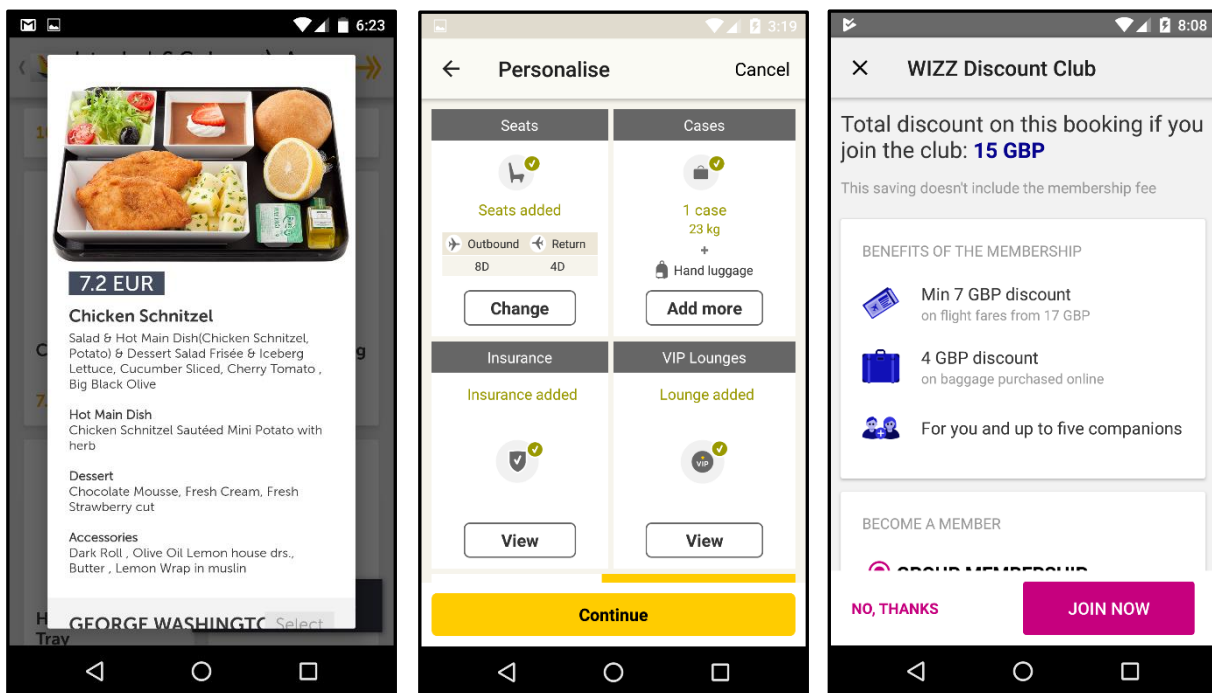 6:23
7.2 EUR
Chicken Schnitzel
Salad & Hot Main Dish(Chicken Schnitzel,
Potato) & Dessert Salad Frisée & Iceberg
Lettuce, Cucumber Sliced, Cherry Tomato ,
Big Black Olive
Hot Main Dish
Chicken Schnitzel Sautéed Mini Potato with
herb
Dessert
Chocolate Mousse, Fresh Cream, Fresh
Strawberry cut
Accessories
Dark Roll , Olive Oil Lemon house drs.,
Butter , Lemon Wrap in muslin
GEORGE Select
Tray
3:19
Personalise
Cancel
Seats
Seats added
Outbound Return
8D 4D
Change
Cases
1 case
23 kg
+
Hand luggage
Add more
Insurance
Insurance added
View
VIP Lounges
Lounge added
VIP
View
Continue
8:08
WIZZ Discount Club
Total discount on this booking if you
join the club: 15 GBP
This saving doesn't include the membership fee
BENEFITS OF THE MEMBERSHIP
Min 7 GBP discount
on flight fares from 17 GBP
4 GBP discount
on baggage purchased online
For you and up to five companions
BECOME A MEMBER
GROUP MEMBERSHIP
NO, THANKS
JOIN NOW